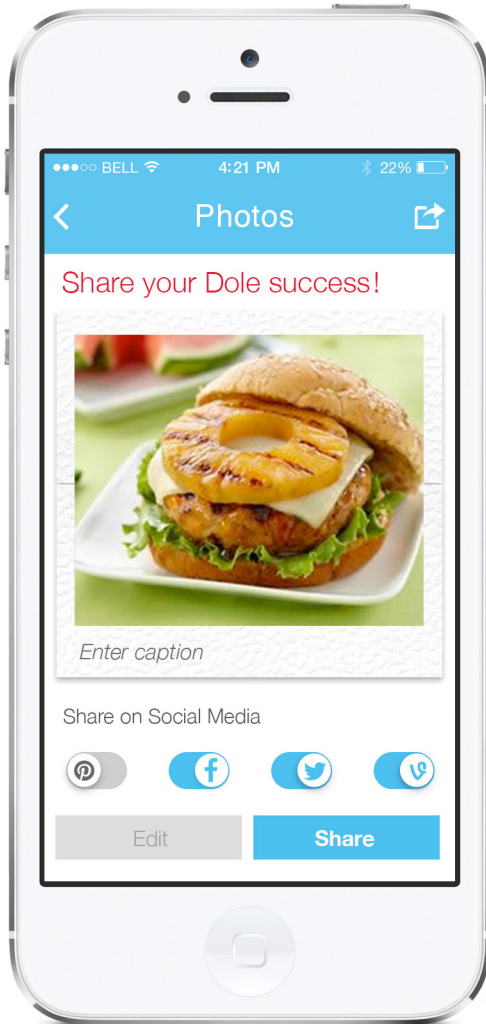 BELL 4:21 PM 22%
Photos
Share your Dole success!
Enter caption
Share on Social Media
Edit Share